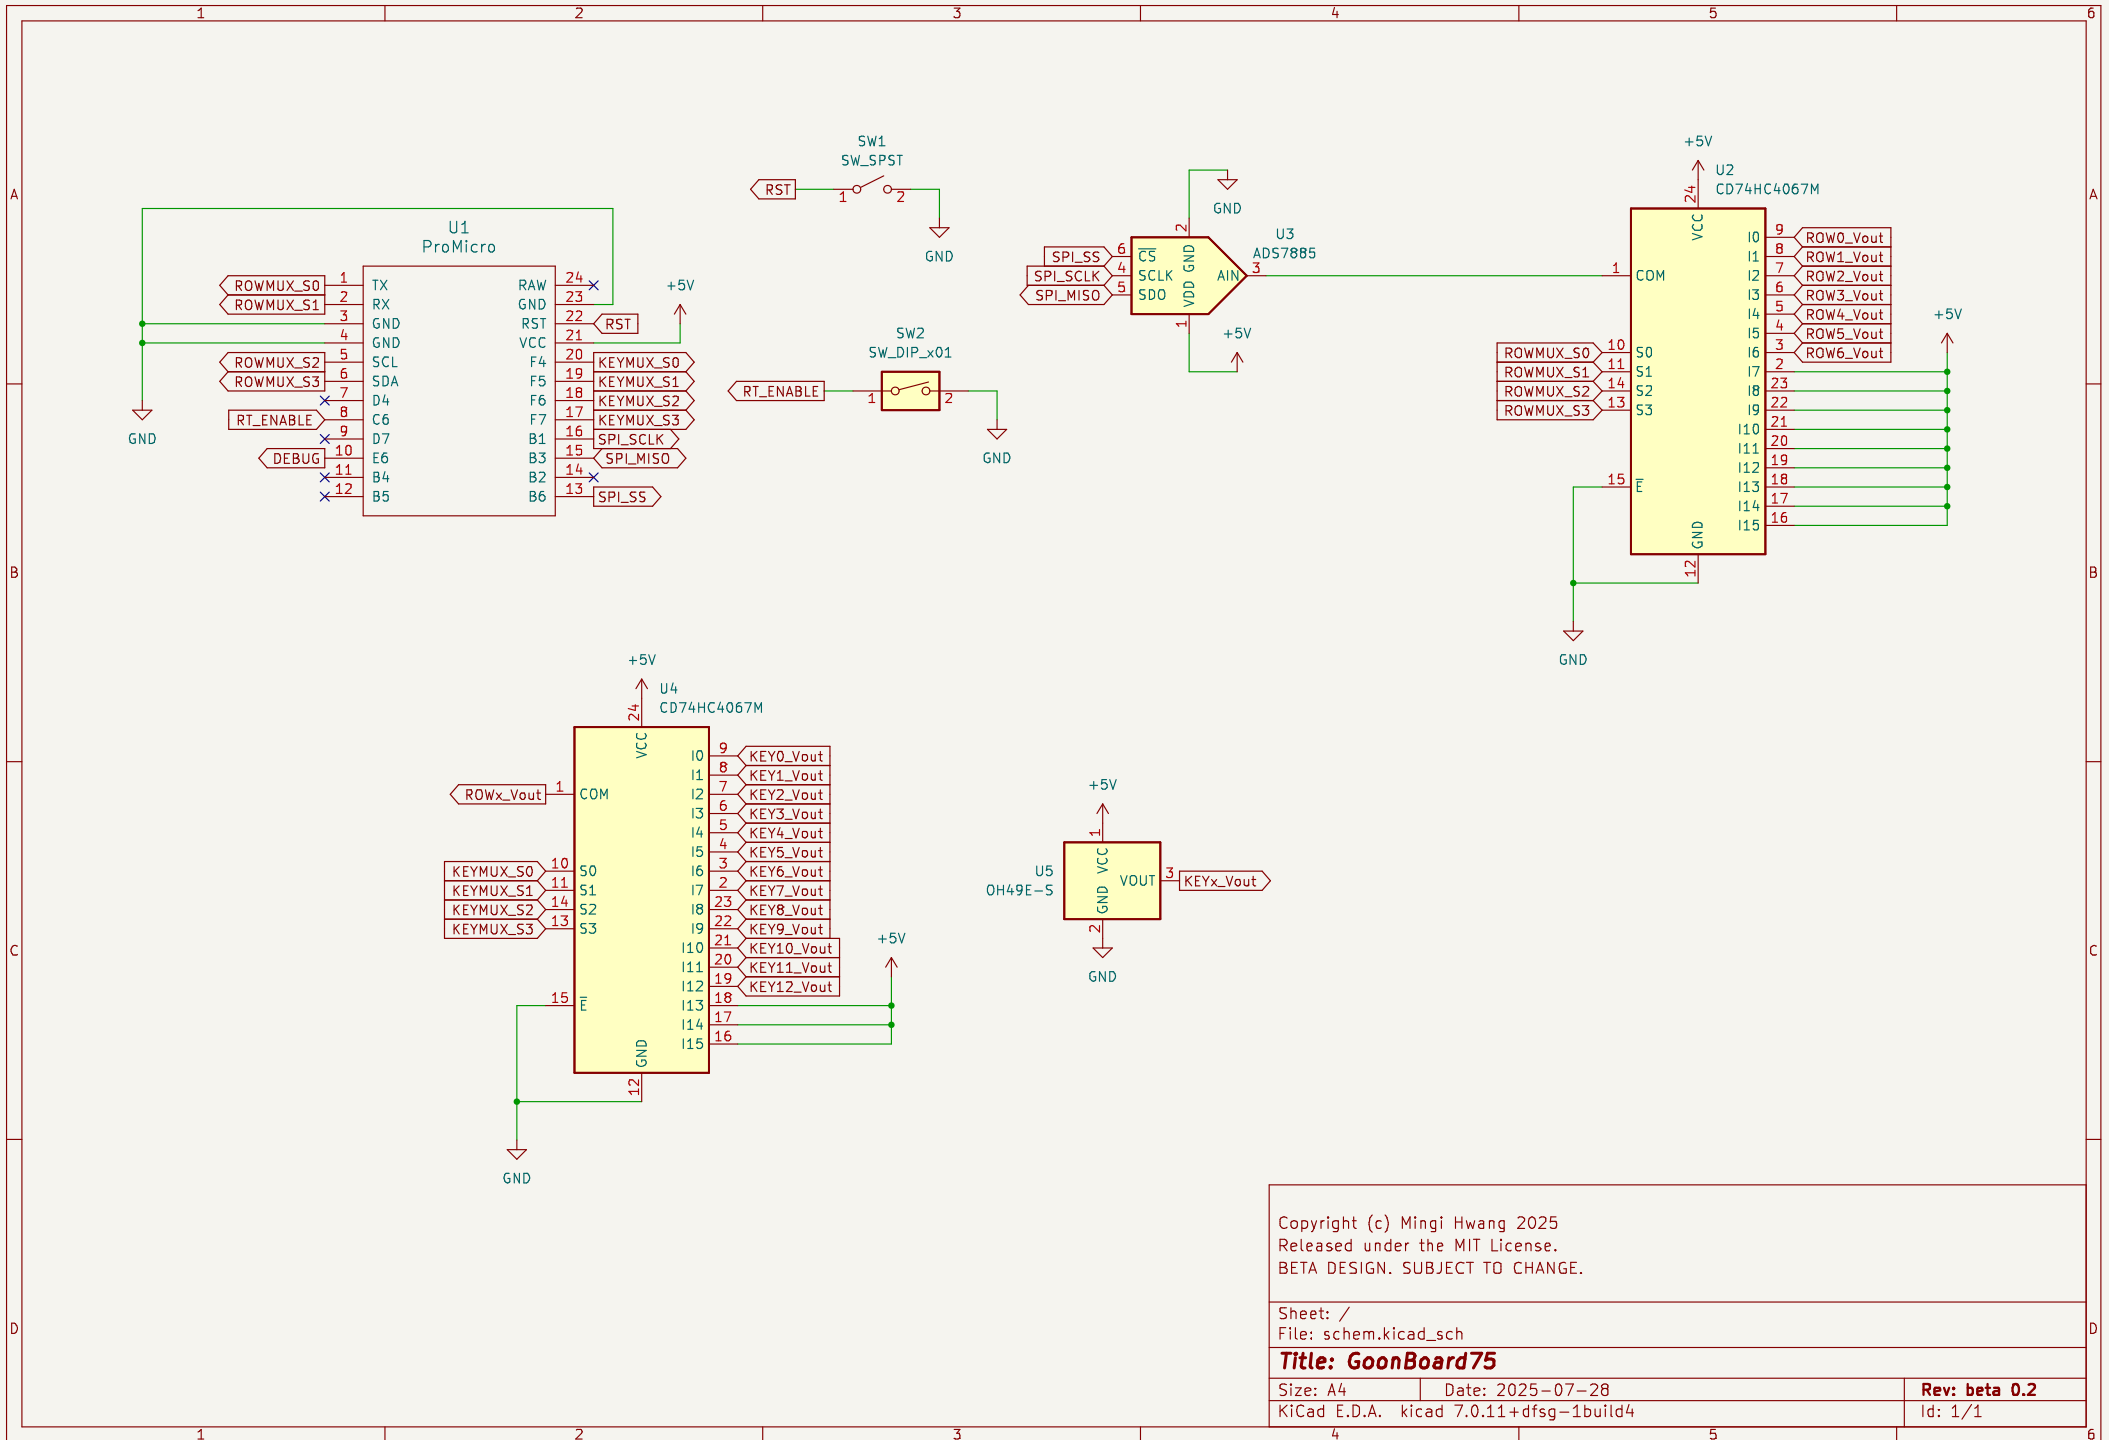 1 2 3 4 5 6
A
B
C
D
A
B
C
D
1 2 3 4 5 6
U1
ProMicro
ROWMUX_S0 1 TX
ROWMUX_S1 2 RX
3 GND
4 GND
ROWMUX_S2 5 SCL
ROWMUX_S3 6 SDA
7 D4
RT_ENABLE 8 C6
9 D7
DEBUG 10 E6
11 B4
12 B5
RAW 24
GND 23
RST 22 RST
VCC 21
F4 20 KEYMUX_S0
F5 19 KEYMUX_S1
F6 18 KEYMUX_S2
F7 17 KEYMUX_S3
B1 16 SPI_SCLK
B3 15 SPI_MISO
B2 14
B6 13 SPI_SS
+5V
GND
SW1
SW_SPST
RST 1 2
GND
SW2
SW_DIP_x01
RT_ENABLE 1 2
GND
GND
U3
ADS7885
2 GND
SPI_SS 6 CS
SPI_SCLK 4 SCLK
SPI_MISO 5 SDO
AIN 3
VDD 1
+5V
+5V
U2
CD74HC4067M
24 VCC
1 COM
ROWMUX_S0 10 S0
ROWMUX_S1 11 S1
ROWMUX_S2 14 S2
ROWMUX_S3 13 S3
15 E
GND 12
I0 9 ROW0_Vout
I1 8 ROW1_Vout
I2 7 ROW2_Vout
I3 6 ROW3_Vout
I4 5 ROW4_Vout
I5 4 ROW5_Vout
I6 3 ROW6_Vout
I7 2
I8 23
I9 22
I10 21
I11 20
I12 19
I13 18
I14 17
I15 16
+5V
GND
+5V
U4
CD74HC4067M
24 VCC
ROWx_Vout 1 COM
KEYMUX_S0 10 S0
KEYMUX_S1 11 S1
KEYMUX_S2 14 S2
KEYMUX_S3 13 S3
15 E
GND 12
I0 9 KEY0_Vout
I1 8 KEY1_Vout
I2 7 KEY2_Vout
I3 6 KEY3_Vout
I4 5 KEY4_Vout
I5 4 KEY5_Vout
I6 3 KEY6_Vout
I7 2 KEY7_Vout
I8 23 KEY8_Vout
I9 22 KEY9_Vout
I10 21 KEY10_Vout
I11 20 KEY11_Vout
I12 19 KEY12_Vout
I13 18
I14 17
I15 16
+5V
GND
+5V
1 VCC
U5
OH49E-S
VOUT 3 KEYx_Vout
GND 2
GND
Copyright (c) Mingi Hwang 2025
Released under the MIT License.
BETA DESIGN. SUBJECT TO CHANGE.
Sheet: /
File: schem.kicad_sch
Title: GoonBoard75
Size: A4 Date: 2025-07-28 Rev: beta 0.2
KiCad E.D.A. kicad 7.0.11+dfsg-1build4 Id: 1/1